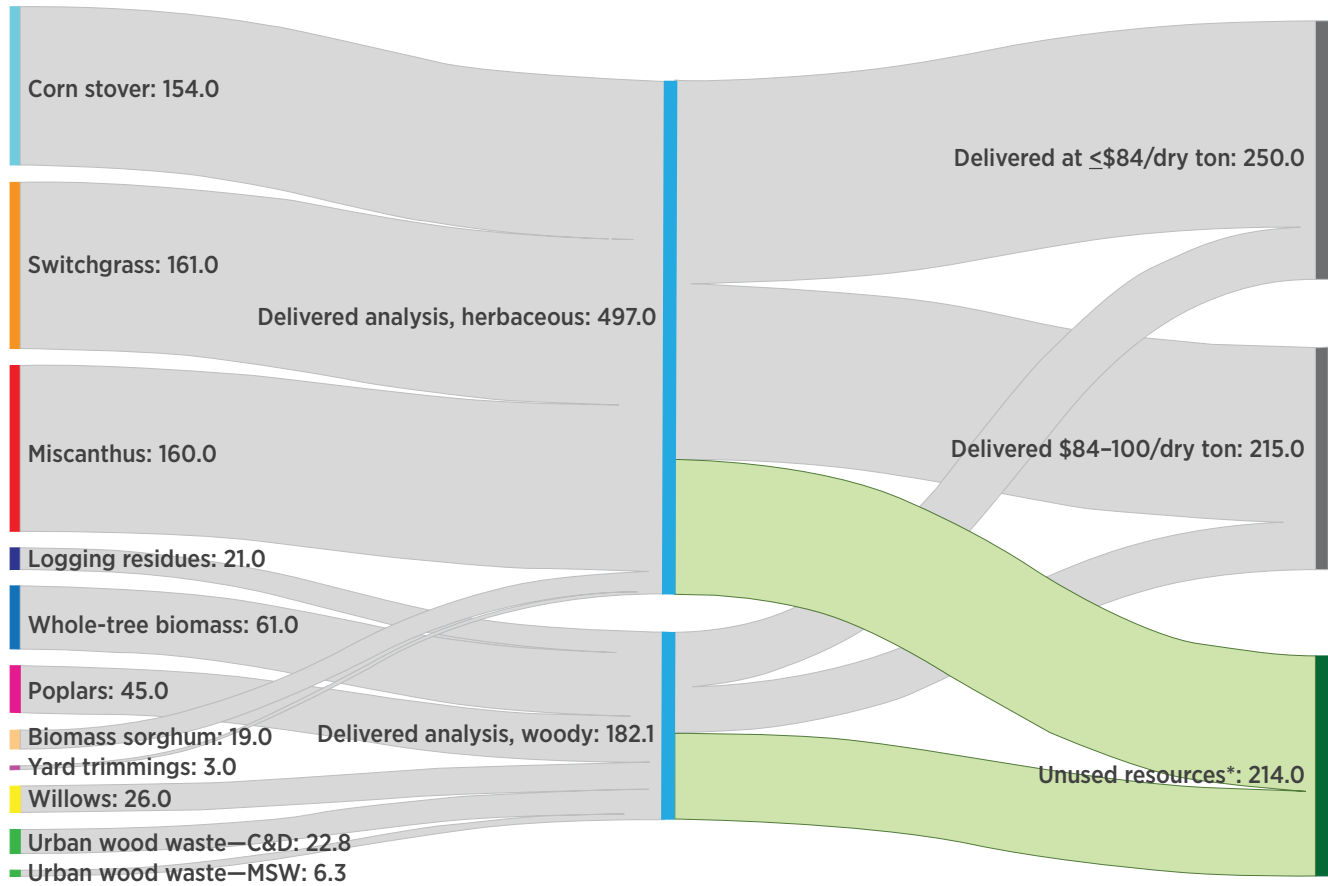 Corn stover: 154.0
Switchgrass: 161.0
Miscanthus: 160.0
Logging residues: 21.0
Whole-tree biomass: 61.0
Poplars: 45.0
Biomass sorghum: 19.0
Yard trimmings: 3.0
Willows: 26.0
Urban wood waste—C&D: 22.8
Urban wood waste—MSW: 6.3
Delivered analysis, herbaceous: 497.0
Delivered analysis, woody: 182.1
Delivered at ≤$84/dry ton: 250.0
Delivered $84–100/dry ton: 215.0
Unused resources*: 214.0